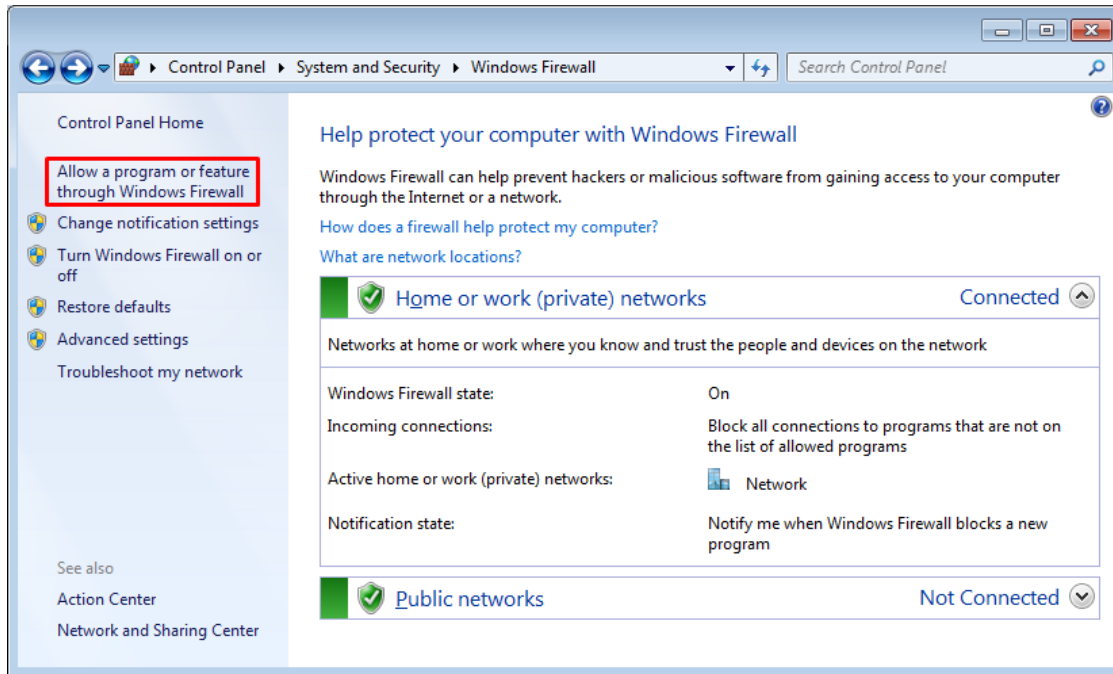 Control Panel System and Security Windows Firewall
Search Control Panel
Control Panel Home
Allow a program or feature
through Windows Firewall
Change notification settings
Turn Windows Firewall on or
off
Restore defaults
Advanced settings
Troubleshoot my network
See also
Action Center
Network and Sharing Center
?
Help protect your computer with Windows Firewall
Windows Firewall can help prevent hackers or malicious software from gaining access to your computer
through the Internet or a network.
How does a firewall help protect my computer?
What are network locations?
Home or work (private) networks Connected
Networks at home or work where you know and trust the people and devices on the network
Windows Firewall state: On
Incoming connections: Block all connections to programs that are not on
the list of allowed programs
Active home or work (private) networks: Network
Notification state: Notify me when Windows Firewall blocks a new
program
Public networks Not Connected